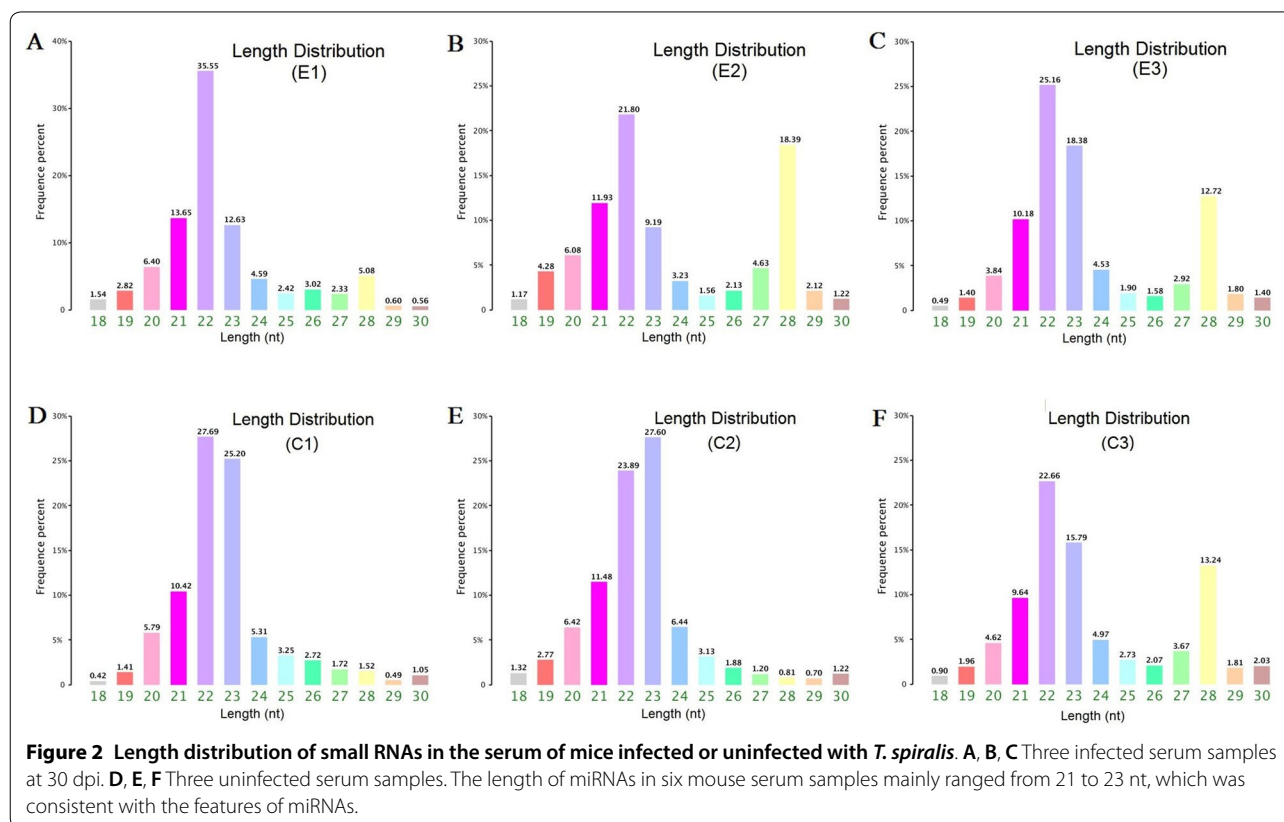 A
Length Distribution
(E1)
40%
30%
20%
10%
0
Frequence percent
1.54 2.82 6.40 13.65 35.55 12.63 4.59 2.42 3.02 2.33 5.08 0.60 0.56
18 19 20 21 22 23 24 25 26 27 28 29 30
Length (nt)
B
Length Distribution
(E2)
30%
25%
20%
15%
10%
5%
0
Frequence percent
1.17 4.28 6.08 11.93 21.80 9.19 3.23 1.56 2.13 4.63 18.39 2.12 1.22
18 19 20 21 22 23 24 25 26 27 28 29 30
Length (nt)
C
Length Distribution
(E3)
30%
25%
20%
15%
10%
5%
0
Frequence percent
0.49 1.40 3.84 10.18 25.16 18.38 4.53 1.90 1.58 2.92 12.72 1.80 1.40
18 19 20 21 22 23 24 25 26 27 28 29 30
Length (nt)
D
Length Distribution
(C1)
30%
25%
20%
15%
10%
5%
0
Frequence percent
0.42 1.41 5.79 10.42 27.69 25.20 5.31 3.25 2.72 1.72 1.52 0.49 1.05
18 19 20 21 22 23 24 25 26 27 28 29 30
Length (nt)
E
Length Distribution
(C2)
30%
25%
20%
15%
10%
5%
0
Frequence percent
1.32 2.77 6.42 11.48 23.89 27.60 6.44 3.13 1.88 1.20 0.81 0.70 1.22
18 19 20 21 22 23 24 25 26 27 28 29 30
Length (nt)
F
Length Distribution
(C3)
30%
25%
20%
15%
10%
5%
0
Frequence percent
0.90 1.96 4.62 9.64 22.66 15.79 4.97 2.73 2.07 3.67 13.24 1.81 2.03
18 19 20 21 22 23 24 25 26 27 28 29 30
Length (nt)
Figure 2 Length distribution of small RNAs in the serum of mice infected or uninfected with T. spiralis. A, B, C Three infected serum samples
at 30 dpi. D, E, F Three uninfected serum samples. The length of miRNAs in six mouse serum samples mainly ranged from 21 to 23 nt, which was
consistent with the features of miRNAs.